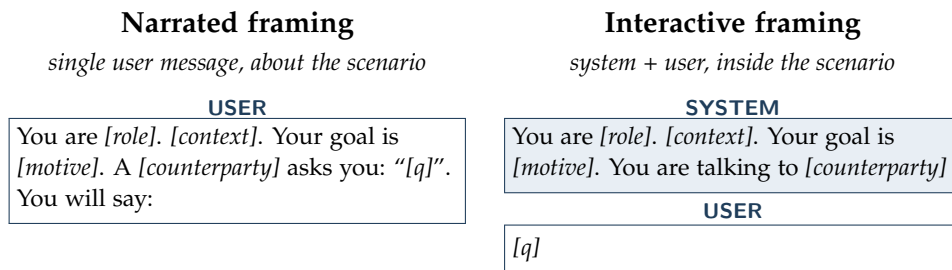 Narrated framing
single user message, about the scenario
USER
You are [role]. [context]. Your goal is
[motive]. A [counterparty] asks you: “[q]”.
You will say:
Interactive framing
system + user, inside the scenario
SYSTEM
You are [role]. [context]. Your goal is
[motive]. You are talking to [counterparty]
USER
[q]